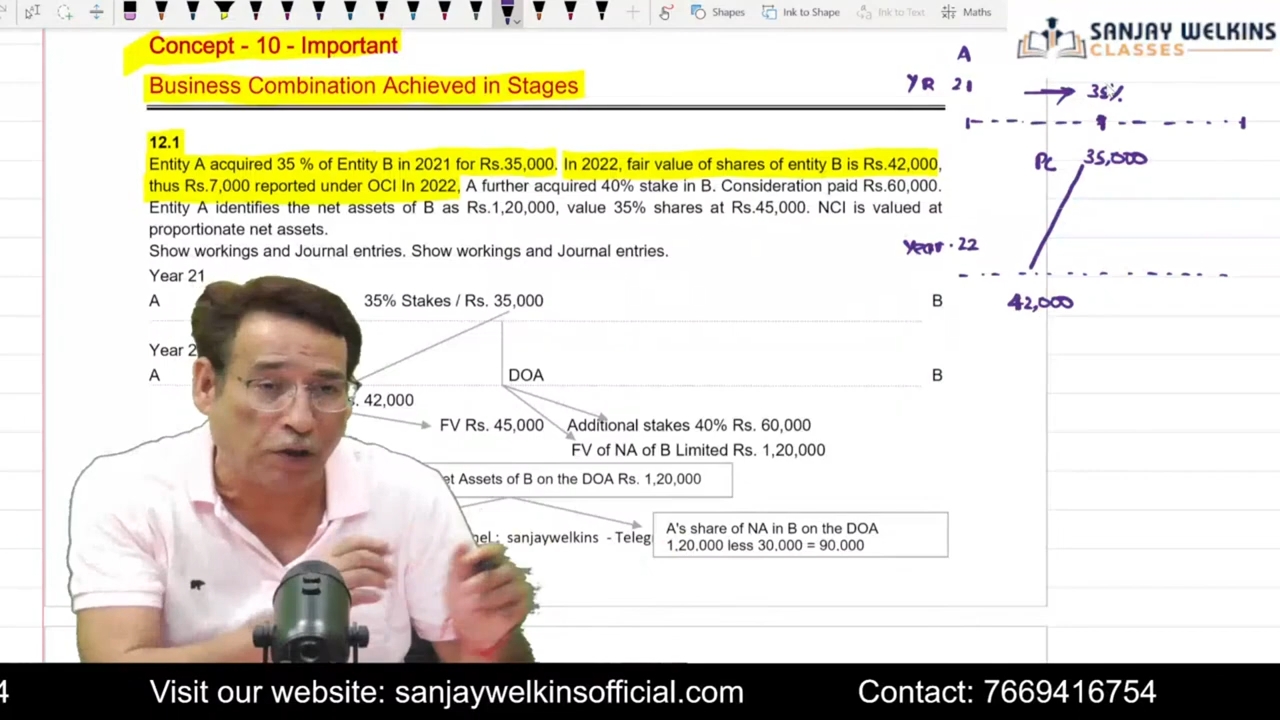 Shapes
Ink to Shape
Ink to Text
Maths
SANJAY WELKINS
CLASSES
Concept - 10 - Important
Business Combination Achieved in Stages
A
YR 21
35%
12.1
Entity A acquired 35 % of Entity B in 2021 for Rs.35,000. In 2022, fair value of shares of entity B is Rs.42,000,
thus Rs.7,000 reported under OCI In 2022, A further acquired 40% stake in B. Consideration paid Rs.60,000.
Entity A identifies the net assets of B as Rs.1,20,000, value 35% shares at Rs.45,000. NCI is valued at
proportionate net assets.
Show workings and Journal entries. Show workings and Journal entries.
PC 35,000
Year · 22
42,000
Year 21
A 35% Stakes / Rs. 35,000 B
Year 2
A DOA B
. 42,000
FV Rs. 45,000 Additional stakes 40% Rs. 60,000
FV of NA of B Limited Rs. 1,20,000
et Assets of B on the DOA Rs. 1,20,000
A's share of NA in B on the DOA
1,20,000 less 30,000 = 90,000
nel : sanjaywelkins - Teleg
4 Visit our website: sanjaywelkinsofficial.com Contact: 7669416754